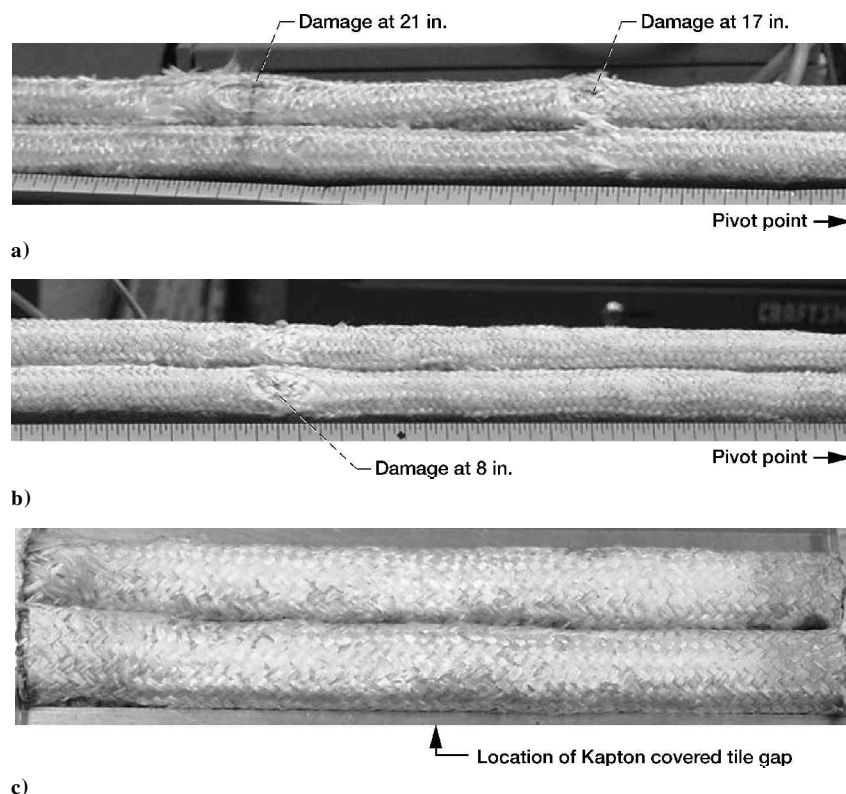 Damage at 21 in.
Damage at 17 in.
Pivot point
a)
CRAFTSM
Pivot point
Damage at 8 in.
b)
Location of Kapton covered tile gap
c)